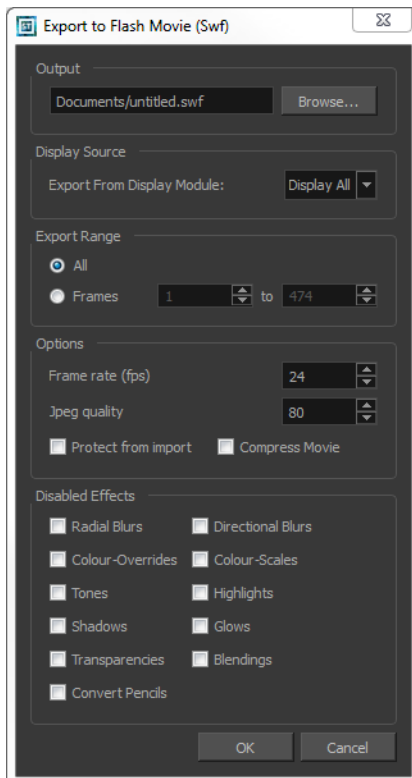 ST Export to Flash Movie (Swf)
Output
Documents/untitled.swf Browse...
Display Source
Export From Display Module: Display All
Export Range
All
Frames 1 to 474
Options
Frame rate (fps) 24
Jpeg quality 80
Protect from import Compress Movie
Disabled Effects
Radial Blurs Directional Blurs
Colour-Overrides Colour-Scales
Tones Highlights
Shadows Glows
Transparencies Blendings
Convert Pencils
OK Cancel